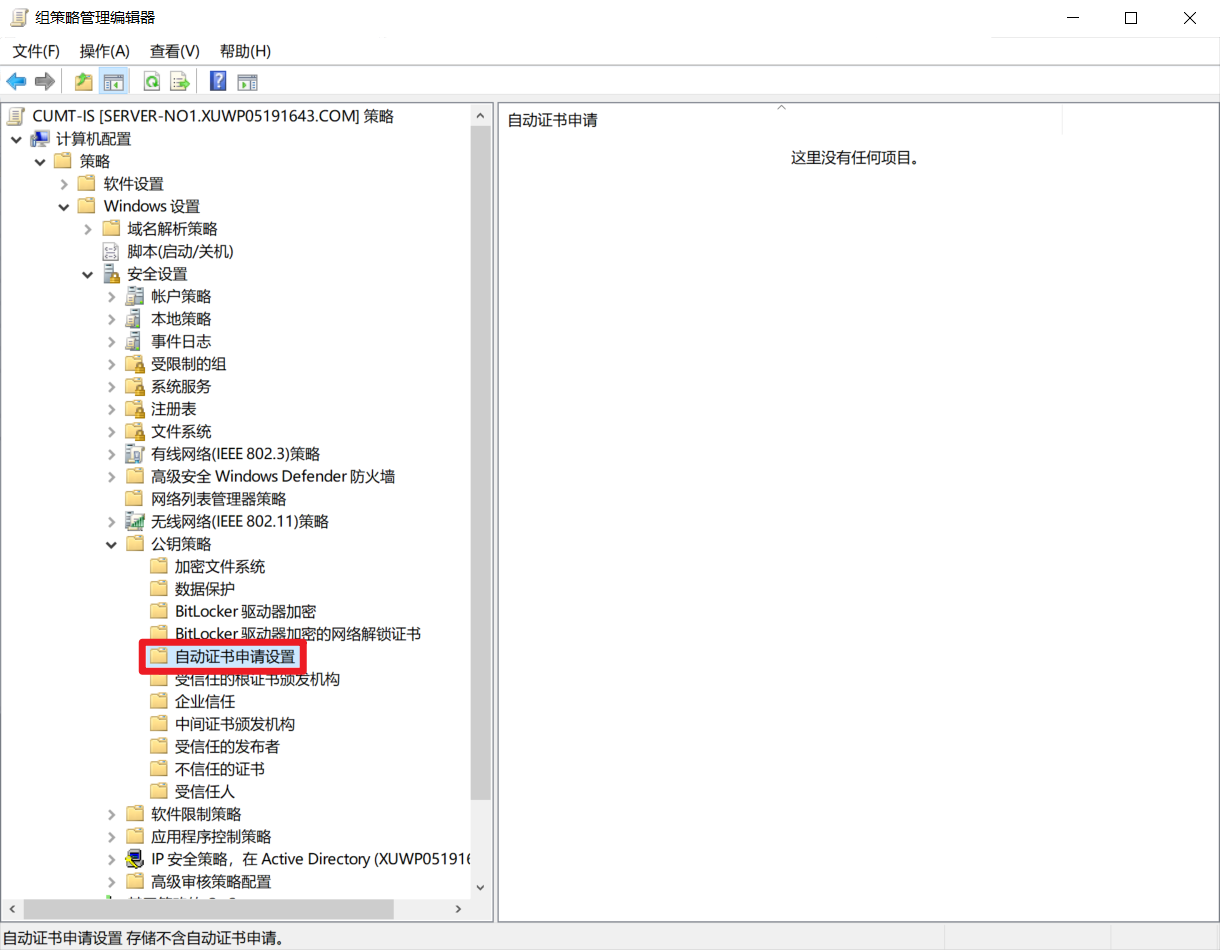 组策略管理编辑器
文件(F) 操作(A) 查看(V) 帮助(H)
CUMT-IS [SERVER-NO1.XUWP05191643.COM] 策略
计算机配置
策略
软件设置
Windows 设置
域名解析策略
脚本(启动/关机)
安全设置
帐户策略
本地策略
事件日志
受限制的组
系统服务
注册表
文件系统
有线网络(IEEE 802.3)策略
高级安全 Windows Defender 防火墙
网络列表管理器策略
无线网络(IEEE 802.11)策略
公钥策略
加密文件系统
数据保护
BitLocker 驱动器加密
BitLocker 驱动器加密的网络解锁证书
自动证书申请设置
受信任的根证书颁发机构
企业信任
中间证书颁发机构
受信任的发布者
不信任的证书
受信任人
软件限制策略
应用程序控制策略
IP 安全策略，在 Active Directory (XUWP05191
高级审核策略配置
自动证书申请
这里没有任何项目。
自动证书申请设置 存储不含自动证书申请。